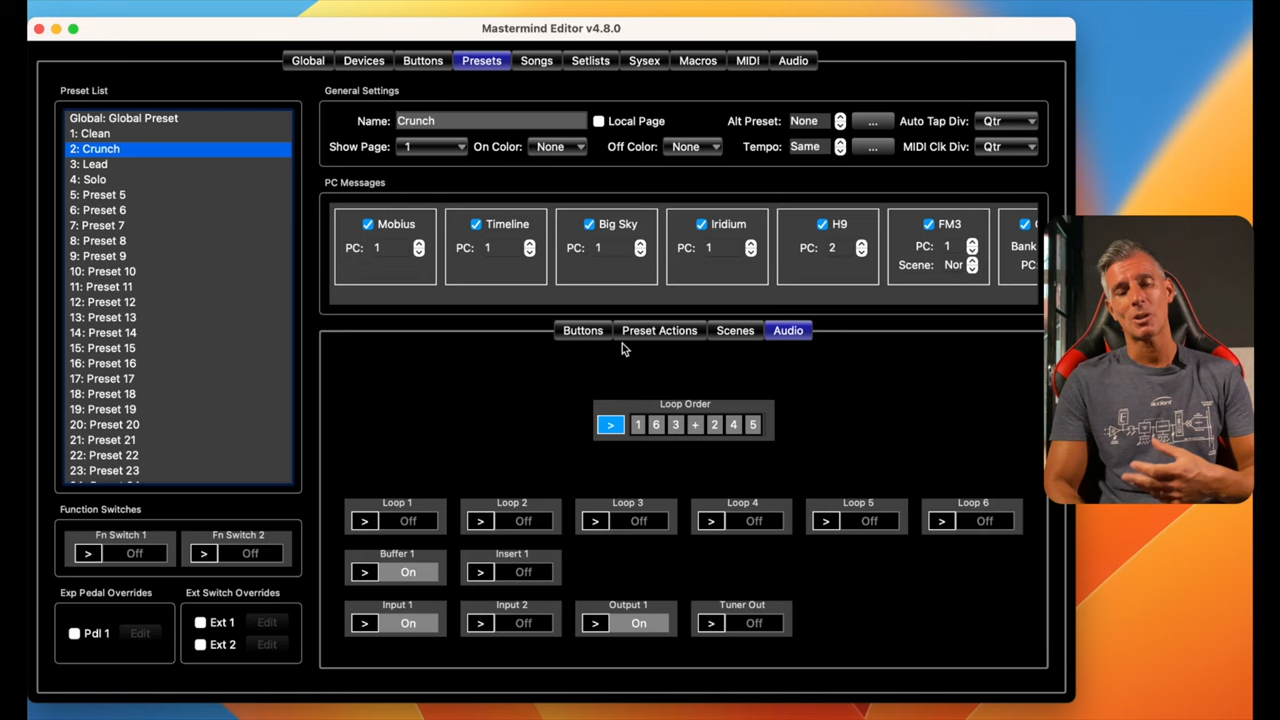 Mastermind Editor v4.8.0
Global Devices Buttons Presets Songs Setlists Sysex Macros MIDI Audio
Preset List
Global: Global Preset
1: Clean
2: Crunch
3: Lead
4: Solo
5: Preset 5
6: Preset 6
7: Preset 7
8: Preset 8
9: Preset 9
10: Preset 10
11: Preset 11
12: Preset 12
13: Preset 13
14: Preset 14
15: Preset 15
16: Preset 16
17: Preset 17
18: Preset 18
19: Preset 19
20: Preset 20
21: Preset 21
22: Preset 22
23: Preset 23
Function Switches
Fn Switch 1 Fn Switch 2
> Off > Off
Exp Pedal Overrides
Pdl 1 Edit
Ext Switch Overrides
Ext 1 Edit
Ext 2 Edit
General Settings
Name: Crunch Local Page Alt Preset: None ... Auto Tap Div: Qtr
Show Page: 1 On Color: None Off Color: None Tempo: Same ... MIDI Clk Div: Qtr
PC Messages
Mobius
PC: 1
Timeline
PC: 1
Big Sky
PC: 1
Iridium
PC: 1
H9
PC: 2
FM3
PC: 1
Scene: Nor
Bank
PC:
Buttons Preset Actions Scenes Audio
Loop Order
> 1 6 3 + 2 4 5
Loop 1 Loop 2 Loop 3 Loop 4 Loop 5 Loop 6
> Off > Off > Off > Off > Off > Off
Buffer 1 Insert 1
> On > Off
Input 1 Input 2 Output 1 Tuner Out
> On > Off > On > Off